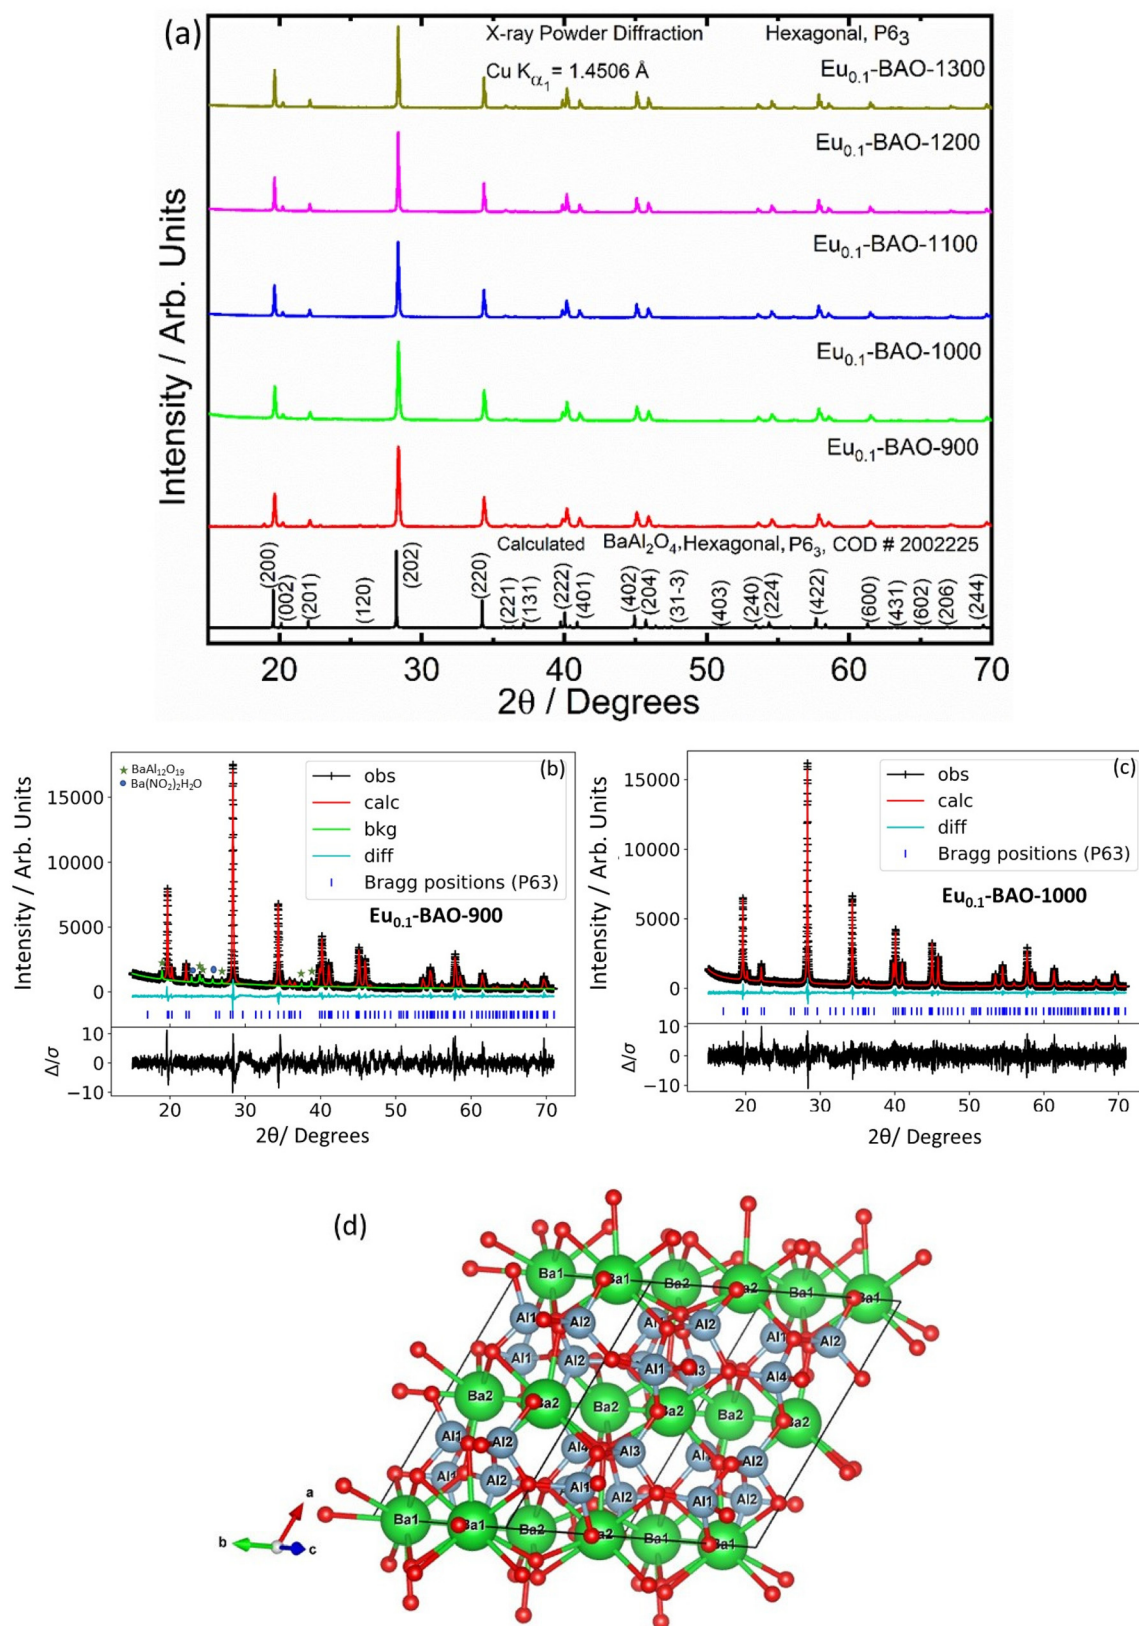 (a)
X-ray Powder Diffraction Hexagonal, P6₃
Cu Kα₁ = 1.4506 Å
Eu₀.₁-BAO-1300
Eu₀.₁-BAO-1200
Eu₀.₁-BAO-1100
Eu₀.₁-BAO-1000
Eu₀.₁-BAO-900
Calculated BaAl₂O₄, Hexagonal, P6₃, COD # 2002225
(200) (002) (201) (120) (202) (220) (221) (131) (222) (401) (402) (204) (31-3) (403) (240) (224) (422) (600) (431) (602) (206) (244)
Intensity / Arb. Units
20 30 40 50 60 70
2θ / Degrees
(b)
BaAl₁₂O₁₉
Ba(NO₂)₂H₂O
obs
calc
bkg
diff
Bragg positions (P63)
Eu₀.₁-BAO-900
Intensity / Arb. Units
15000
10000
5000
0
Δ/σ
10
0
−10
20 30 40 50 60 70
2θ/ Degrees
(c)
obs
calc
diff
Bragg positions (P63)
Eu₀.₁-BAO-1000
Intensity / Arb. Units
15000
10000
5000
0
Δ/σ
10
0
−10
20 30 40 50 60 70
2θ/ Degrees
(d)
Ba1 Ba1 Ba2 Ba2 Ba1 Ba1
Al1 Al2 Al1 Al2 Al1 Al2
Al1 Al2 Al1 Al4
Ba2 Ba2 Ba2 Ba2 Ba2
Al1 Al2 Al4 Al3 Al2
Al1 Al2 Al1 Al2 Al1 Al2
Ba1 Ba1 Ba2 Ba2 Ba1 Ba1
a
b
c